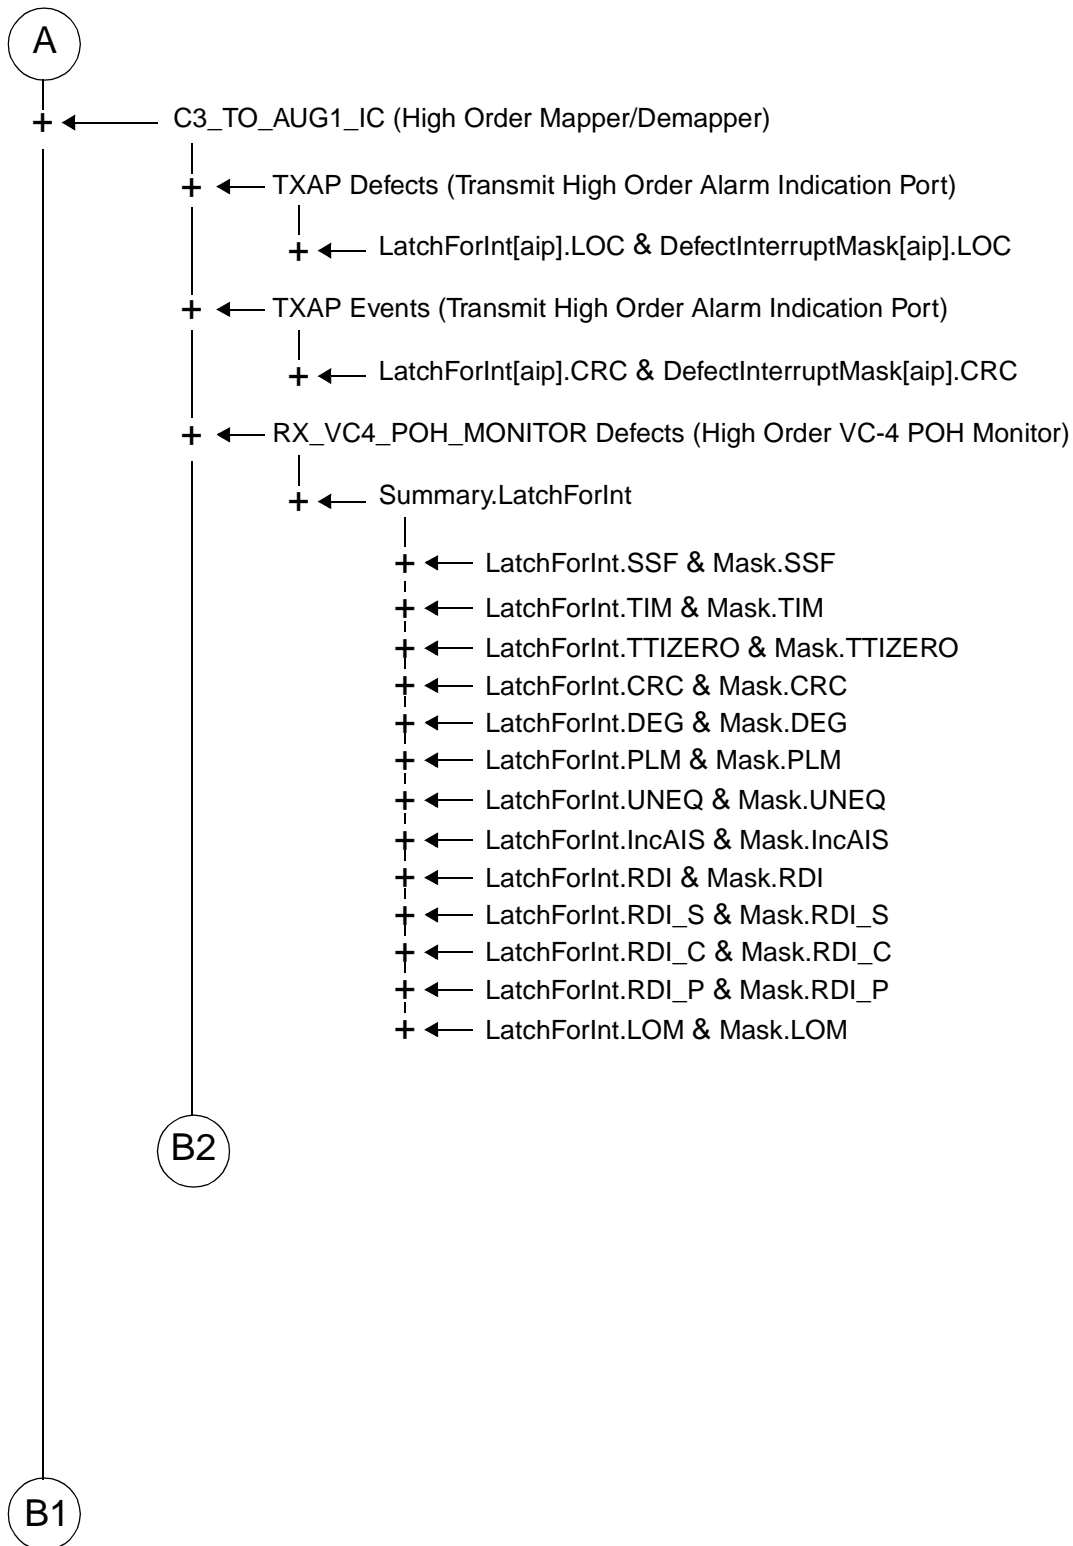 A
+ C3_TO_AUG1_IC (High Order Mapper/Demapper)
+ TXAP Defects (Transmit High Order Alarm Indication Port)
+ LatchForInt[aip].LOC & DefectInterruptMask[aip].LOC
+ TXAP Events (Transmit High Order Alarm Indication Port)
+ LatchForInt[aip].CRC & DefectInterruptMask[aip].CRC
+ RX_VC4_POH_MONITOR Defects (High Order VC-4 POH Monitor)
+ Summary.LatchForInt
+ LatchForInt.SSF & Mask.SSF
+ LatchForInt.TIM & Mask.TIM
+ LatchForInt.TTIZERO & Mask.TTIZERO
+ LatchForInt.CRC & Mask.CRC
+ LatchForInt.DEG & Mask.DEG
+ LatchForInt.PLM & Mask.PLM
+ LatchForInt.UNEQ & Mask.UNEQ
+ LatchForInt.IncAIS & Mask.IncAIS
+ LatchForInt.RDI & Mask.RDI
+ LatchForInt.RDI_S & Mask.RDI_S
+ LatchForInt.RDI_C & Mask.RDI_C
+ LatchForInt.RDI_P & Mask.RDI_P
+ LatchForInt.LOM & Mask.LOM
B2
B1